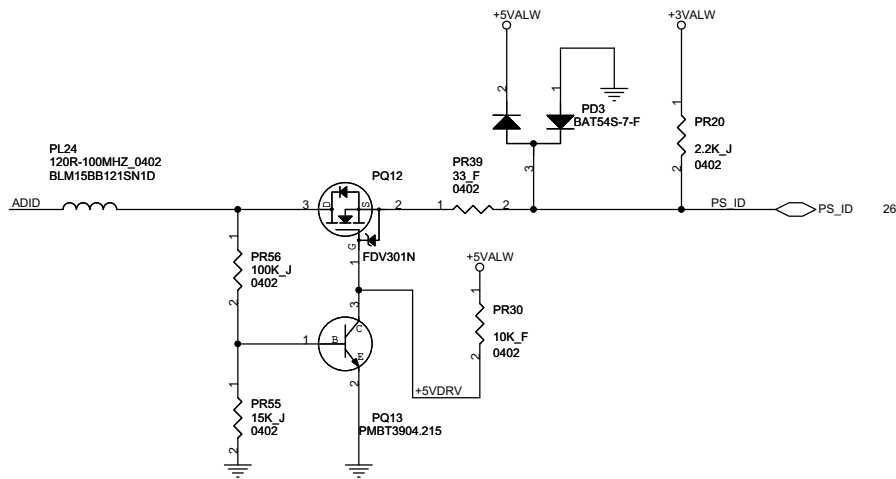 +5VALW
+3VALW
2
1
PD3
BAT54S-7-F
3
1
PR20
2.2K_J
0402
2
PL24
120R-100MHZ_0402
BLM15BB121SN1D
PQ12
PR39
33_F
0402
ADID
3
D
S
2
1
2
PS_ID
PS_ID
26
G
FDV301N
1
1
PR56
100K_J
0402
2
+5VALW
1
PR30
10K_F
0402
2
3
C
1
B
E
2
+5VDRV
1
PR55
15K_J
0402
2
PQ13
PMBT3904.215